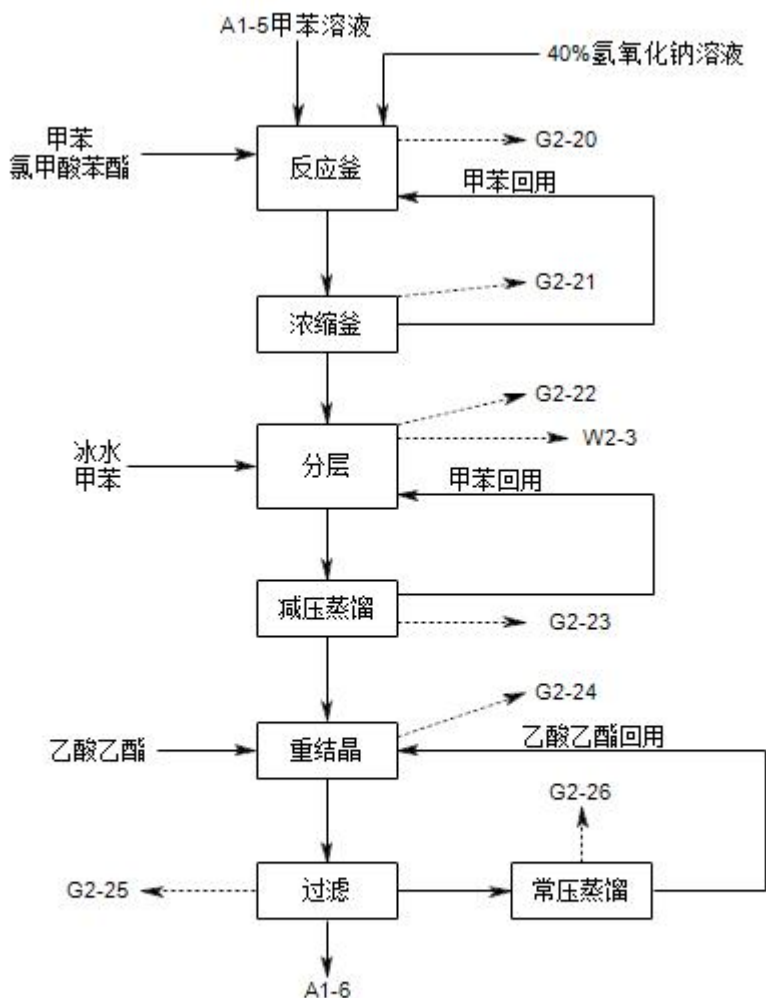 A1-5甲苯溶液
40%氢氧化钠溶液
甲苯
氯甲酸苯酯
反应釜
G2-20
甲苯回用
浓缩釜
G2-21
G2-22
W2-3
冰水
甲苯
分层
甲苯回用
减压蒸馏
G2-23
G2-24
乙酸乙酯
重结晶
乙酸乙酯回用
G2-26
G2-25
过滤
常压蒸馏
A1-6